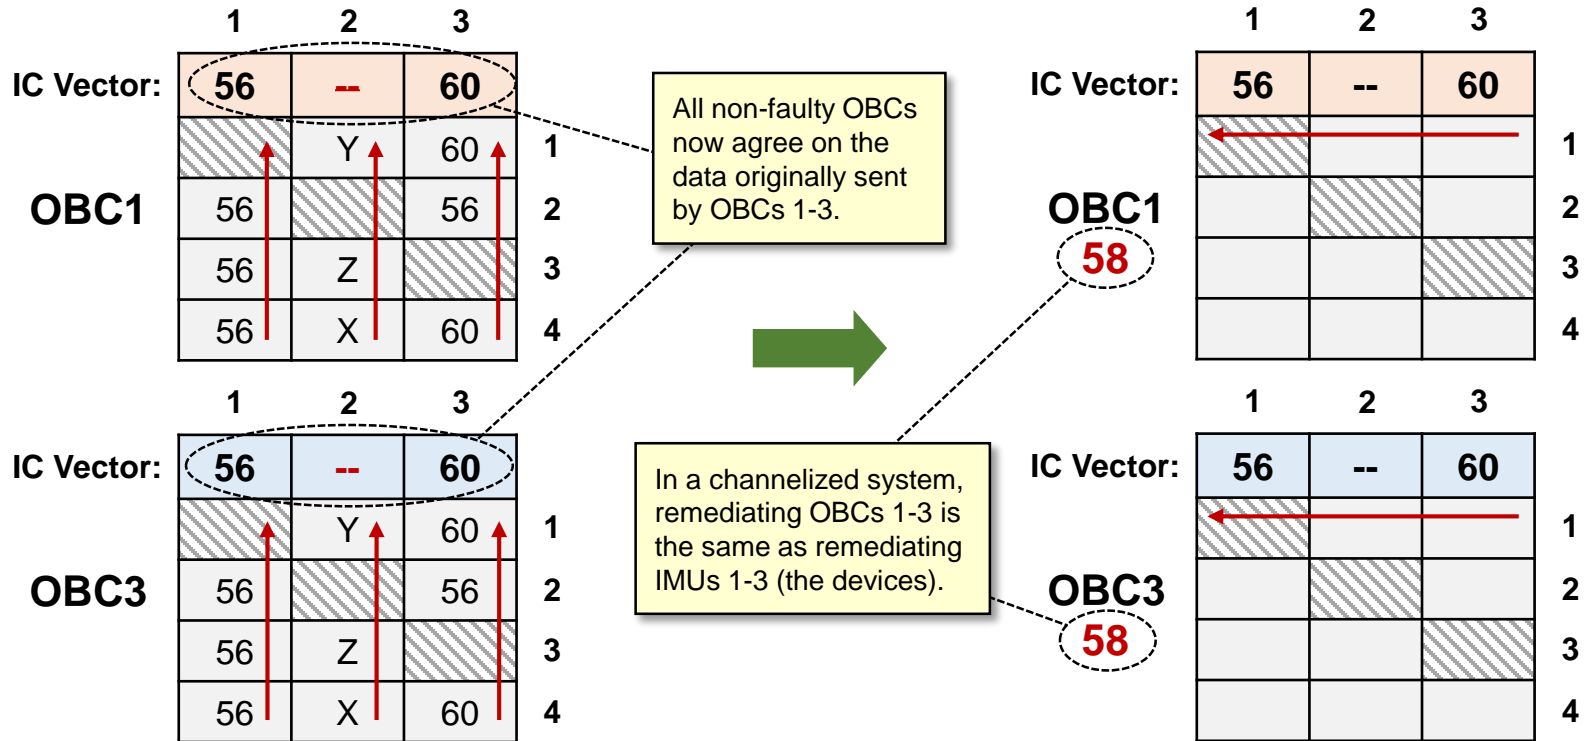 1 2 3
IC Vector: 56 -- 60
Y 60 1
OBC1 56 56 2
56 Z 3
56 X 60 4
1 2 3
IC Vector: 56 -- 60
Y 60 1
OBC3 56 56 2
56 Z 3
56 X 60 4
All non-faulty OBCs
now agree on the
data originally sent
by OBCs 1-3.
In a channelized system,
remediating OBCs 1-3 is
the same as remediating
IMUs 1-3 (the devices).
1 2 3
IC Vector: 56 -- 60
1
OBC1 2
58 3
4
1 2 3
IC Vector: 56 -- 60
1
OBC3 2
58 3
4